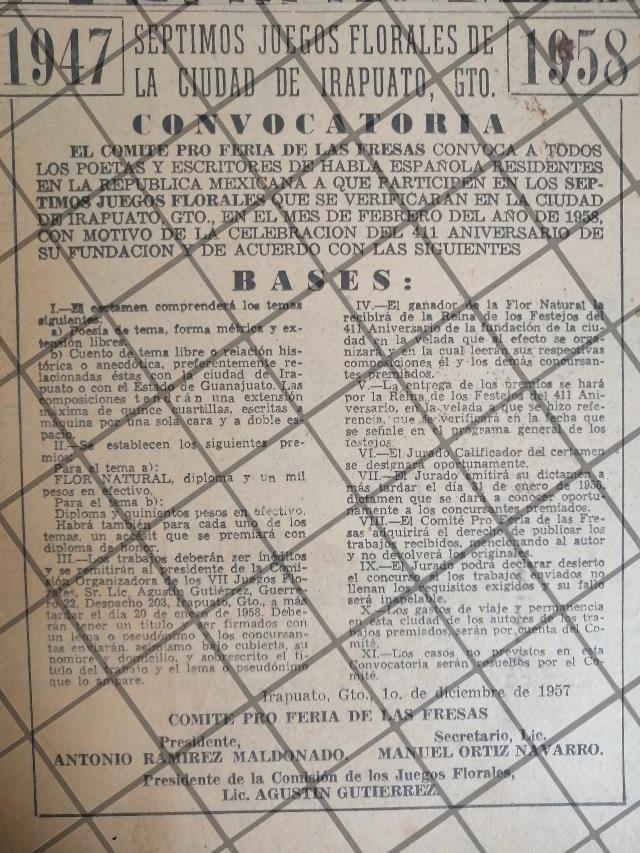 1947
SEPTIMOS JUEGOS FLORALES DE
LA CIUDAD DE IRAPUATO, GTO.
1958
CONVOCATORIA
EL COMITE PRO FERIA DE LAS FRESAS CONVOCA A TODOS
LOS POETAS Y ESCRITORES DE HABLA ESPAÑOLA RESIDENTES
EN LA REPUBLICA MEXICANA A QUE PARTICIPEN EN LOS SEP-
TIMOS JUEGOS FLORALES QUE SE VERIFICARAN EN LA CIUDAD
DE IRAPUATO, GTO., EN EL MES DE FEBRERO DEL AÑO DE 1958,
CON MOTIVO DE LA CELEBRACION DEL 411 ANIVERSARIO DE
SU FUNDACION Y DE ACUERDO CON LAS SIGUIENTES
BASES:
I.—El certamen comprenderá los temas
siguientes:
a) Poesía de tema, forma métrica y ex-
tensión libres.
b) Cuento de tema libre o relación his-
tórica o anecdótica, preferentemente re-
lacionadas éstas con la ciudad de Ira-
puato o con el Estado de Guanajuato. Las
composiciones tendrán una extensión
máxima de quince cuartillas, escritas a
máquina por una sola cara y a doble es-
pacio.
II.—Se establecen los siguientes pre-
mios:
Para el tema a):
FLOR NATURAL, diploma y un mil
pesos en efectivo.
Para el tema b):
Diploma y quinientos pesos en efectivo.
Habrá también para cada uno de los
temas, un accésit que se premiará con
diploma de honor.
III.—Los trabajos deberán ser inéditos
y se remitirán al presidente de la Comi-
sión Organizadora de los VII Juegos Flo-
rales, Sr. Lic. Agustín Gutiérrez, Guerre-
ro 22, Despacho 203, Irapuato, Gto., a más
tardar el día 20 de enero de 1958. Debe-
rán tener un título y ir firmados con
un lema o pseudónimo y los concursan-
tes enviarán, asimismo bajo cubierta, su
nombre y domicilio, y sobrescrito el tí-
tulo del trabajo y el lema o pseudónimo
que lo ampare.
IV.—El ganador de la Flor Natural la
recibirá de la Reina de los Festejos del
411 Aniversario de la fundación de la ciu-
dad en la velada que al efecto se orga-
nizará y en la cual leerán sus respectivas
composiciones él y los demás concursan-
tes premiados.
V.—La entrega de los premios se hará
por la Reina de los Festejos del 411 Ani-
versario, en la velada a que se hizo refe-
rencia, que se verificará en la fecha que
se señale en el programa general de los
festejos.
VI.—El Jurado Calificador del certamen
se designará oportunamente.
VII.—El Jurado emitirá su dictamen a
más tardar el día 31 de enero de 1958,
dictamen que se dará a conocer oportu-
namente a los concursantes premiados.
VIII.—El Comité Pro Feria de las Fre-
sas adquirirá el derecho de publicar los
trabajos recibidos, mencionando al autor
y no devolverá los originales.
IX.—El Jurado podrá declarar desierto
el concurso si los trabajos enviados no
llenan los requisitos exigidos y su fallo
será inapelable.
X.—Los gastos de viaje y permanencia
en esta ciudad de los autores de los tra-
bajos premiados, serán por cuenta del Co-
mité.
XI.—Los casos no previstos en esta
Convocatoria serán resueltos por el Co-
mité.
Irapuato, Gto., 1o. de diciembre de 1957
COMITE PRO FERIA DE LAS FRESAS
Presidente,
ANTONIO RAMIREZ MALDONADO.
Secretario, Lic.
MANUEL ORTIZ NAVARRO.
Presidente de la Comisión de los Juegos Florales,
Lic. AGUSTIN GUTIERREZ.